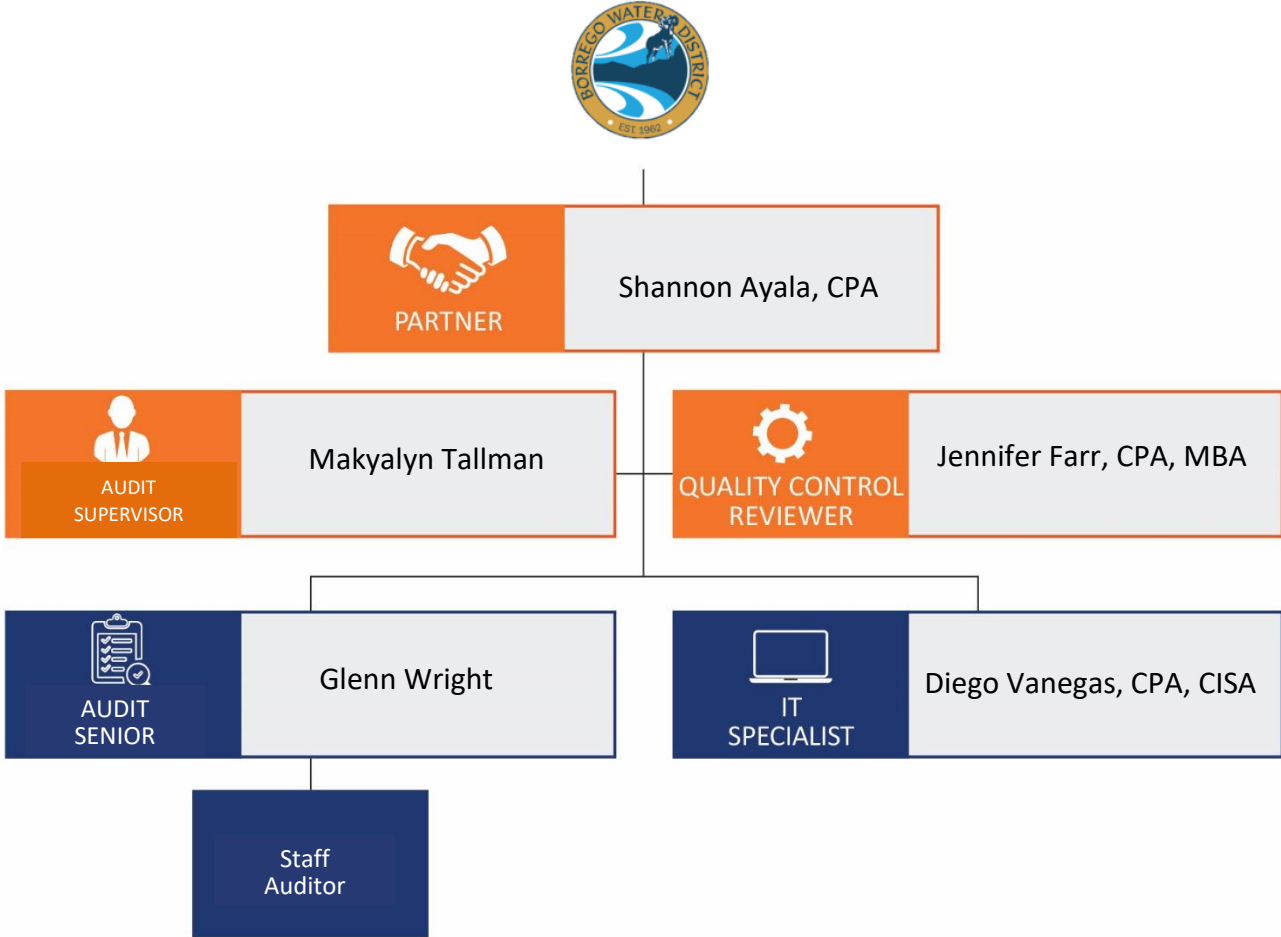 BORREGO WATER DISTRICT
EST 1962
PARTNER
Shannon Ayala, CPA
AUDIT
SUPERVISOR
Makyalyn Tallman
QUALITY CONTROL
REVIEWER
Jennifer Farr, CPA, MBA
AUDIT
SENIOR
Glenn Wright
IT
SPECIALIST
Diego Vanegas, CPA, CISA
Staff
Auditor